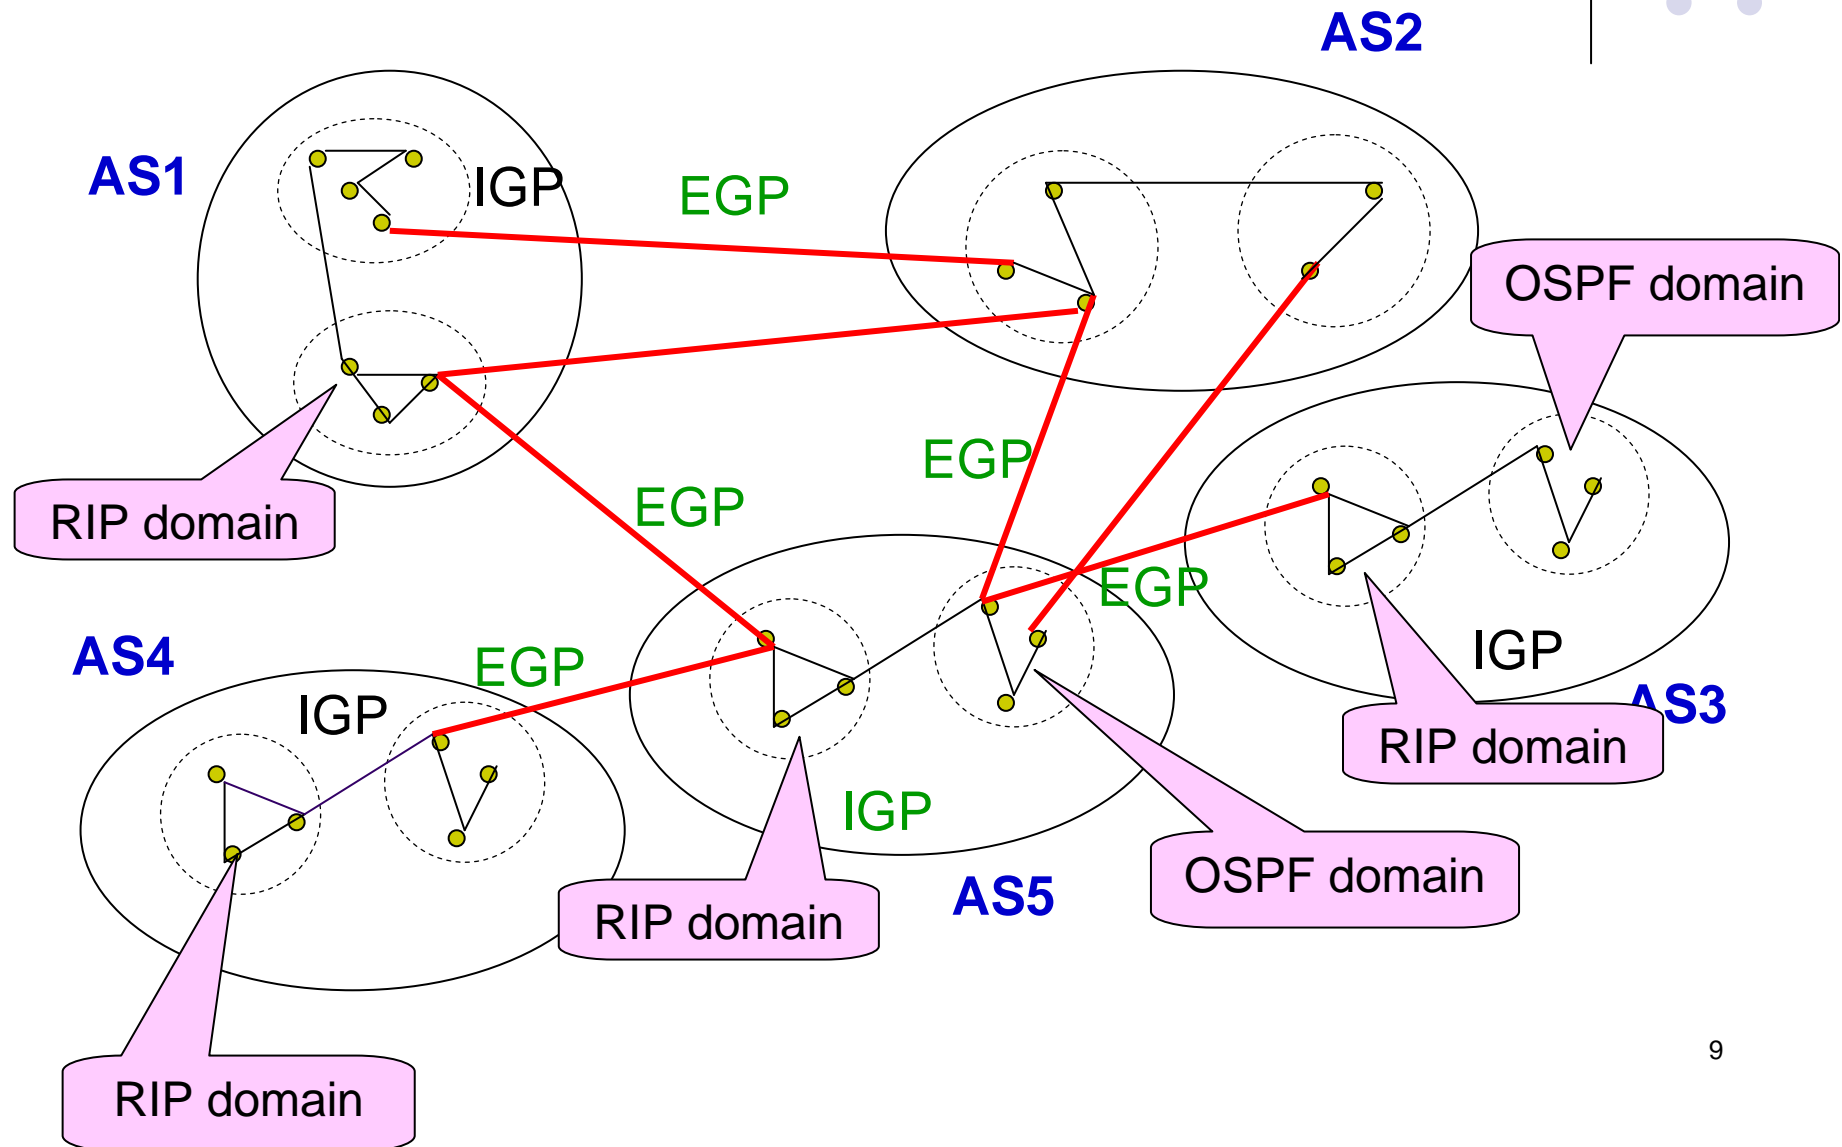 AS2
AS1
IGP
EGP
OSPF domain
EGP
EGP
RIP domain
EGP
AS4
EGP
IGP
IGP
AS3
RIP domain
IGP
OSPF domain
AS5
RIP domain
9
RIP domain